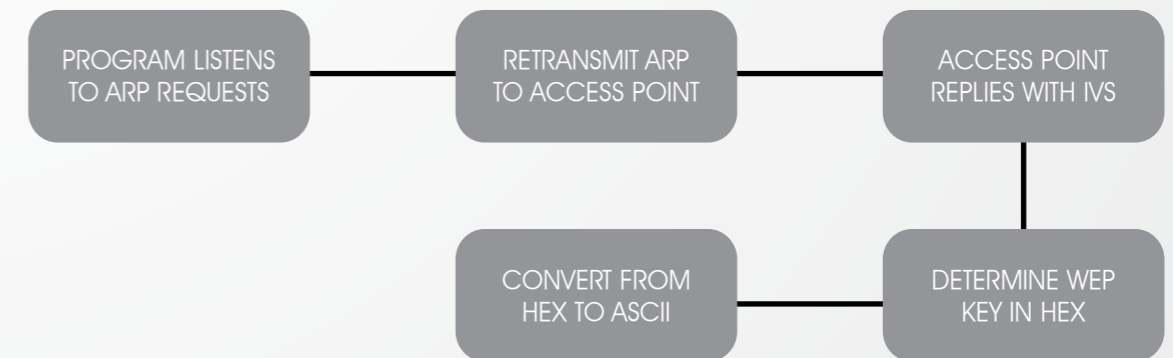 PROGRAM LISTENS
TO ARP REQUESTS
RETRANSMIT ARP
TO ACCESS POINT
ACCESS POINT
REPLIES WITH IVS
DETERMINE WEP
KEY IN HEX
CONVERT FROM
HEX TO ASCII